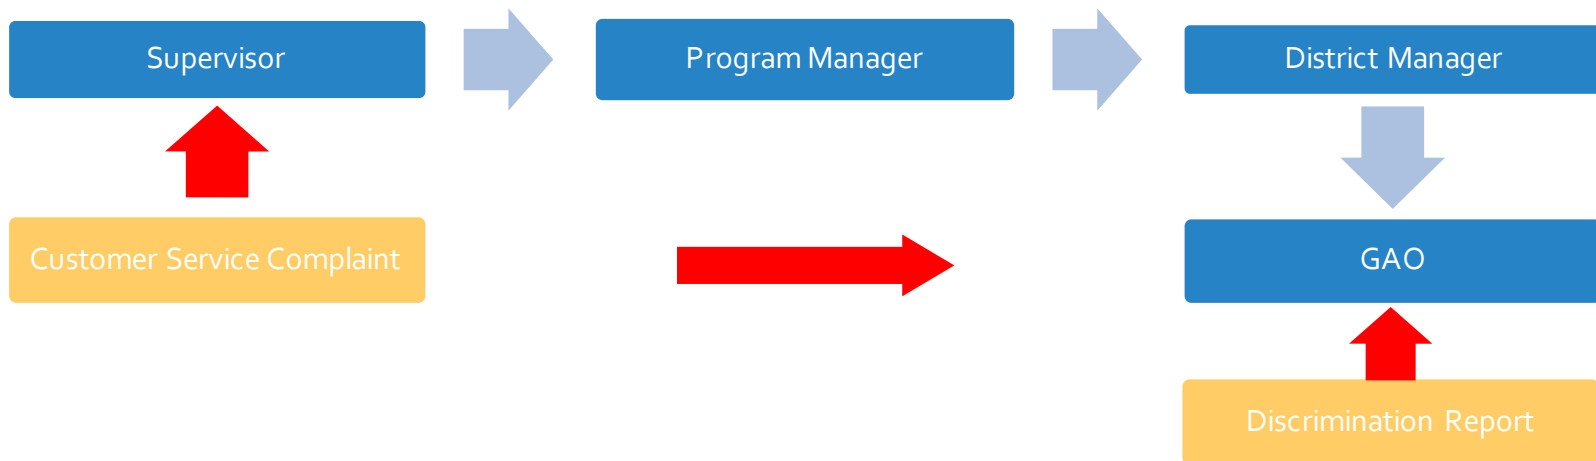 Supervisor
Program Manager
District Manager
Customer Service Complaint
GAO
Discrimination Report